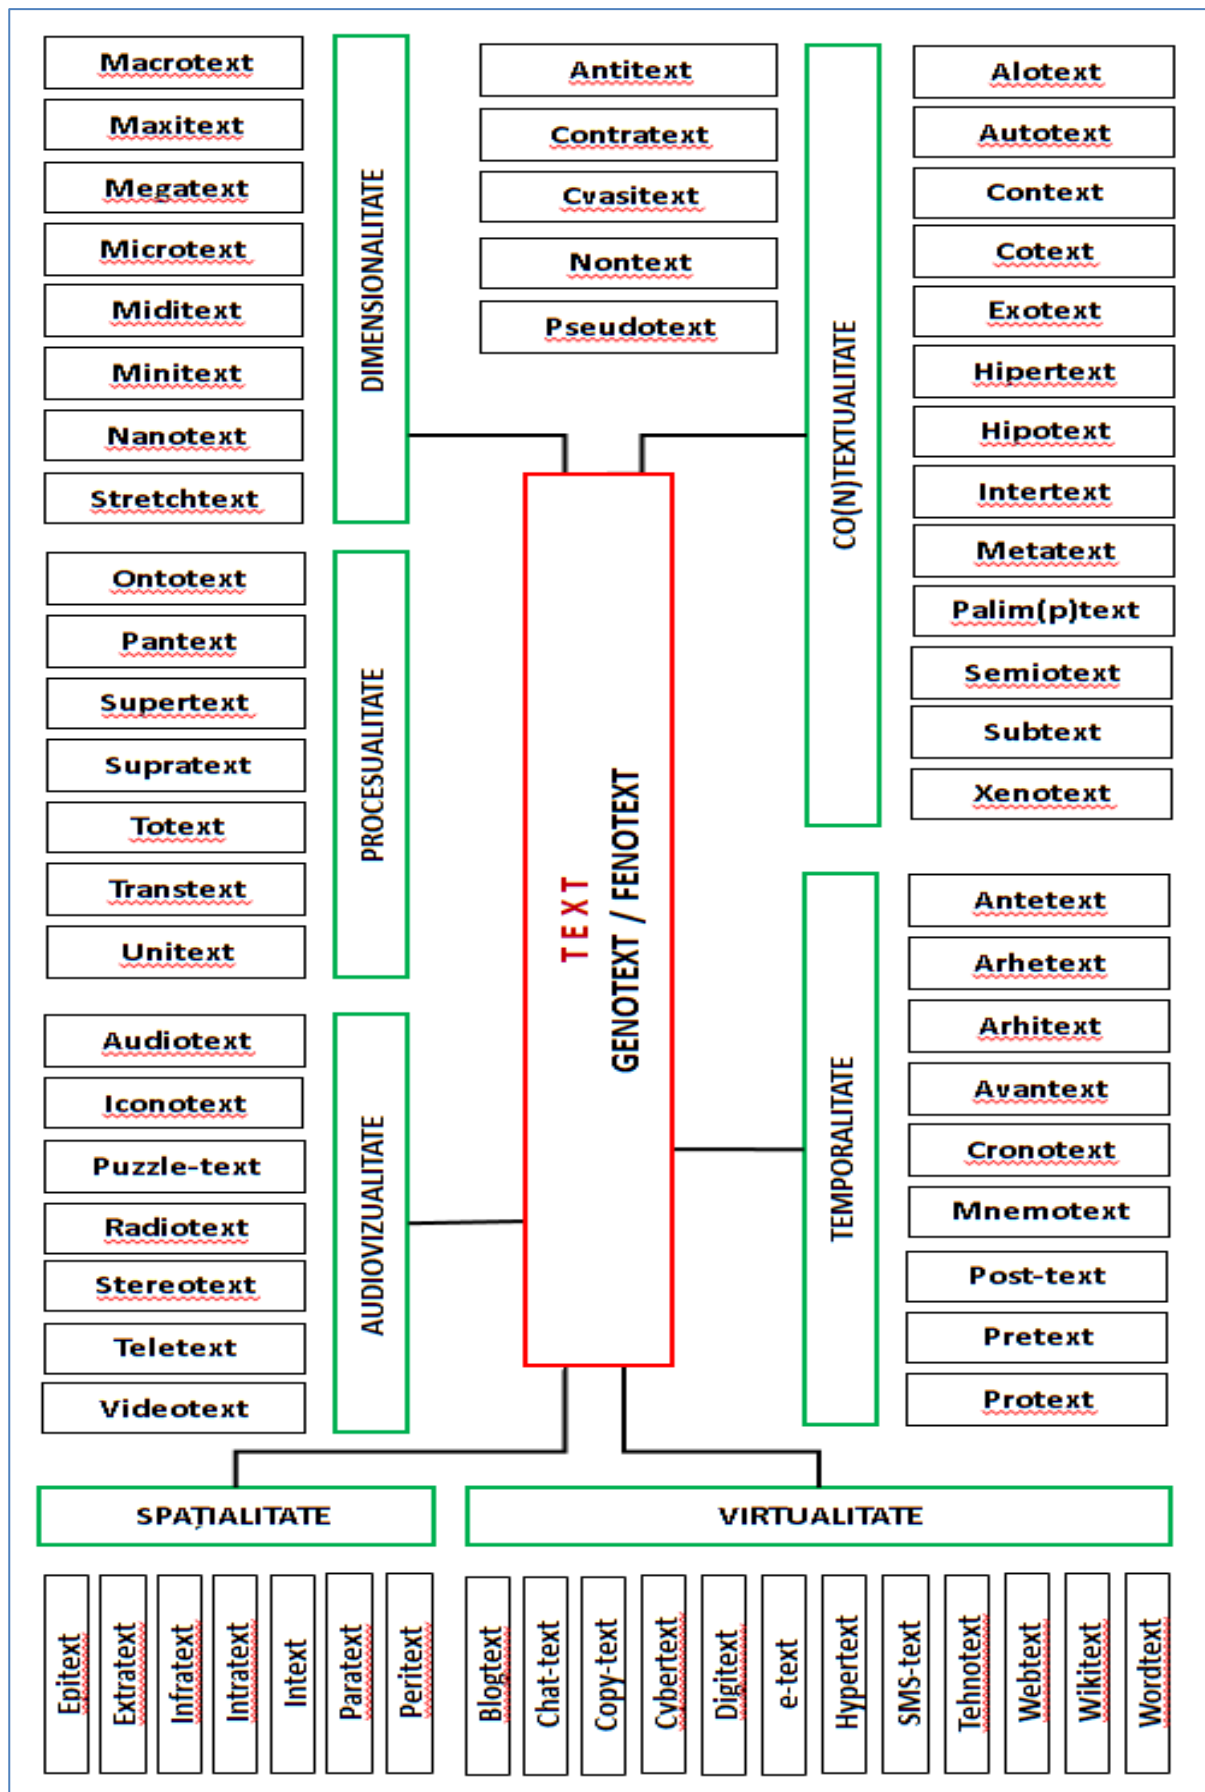 Macrotext
Maxitext
Megatext
Microtext
Miditext
Minitext
Nanotext
Stretchtext
DIMENSIONALITATE
Antitext
Contratext
Cvasitext
Nontext
Pseudotext
CO(N)TEXTUALITATE
Alotext
Autotext
Context
Cotext
Exotext
Hipertext
Hipotext
Intertext
Metatext
Palim(p)text
Semiotext
Subtext
Xenotext
Ontotext
Pantext
Supertext
Supratext
Totext
Transtext
Unitext
PROCESUALITATE
TEXT
GENOTEXT / FENOTEXT
Audiotext
Iconotext
Puzzle-text
Radiotext
Stereotext
Teletext
Videotext
AUDIOVIZUALITATE
TEMPORALITATE
Antetext
Arhetext
Arhitext
Avantext
Cronotext
Mnemotext
Post-text
Pretext
Protext
SPAȚIALITATE
Epitext
Extratext
Infratext
Intratext
Intext
Paratext
Peritext
VIRTUALITATE
Blogtext
Chat-text
Copy-text
Cybertext
Digitext
e-text
Hypertext
SMS-text
Tehnotext
Webtext
Wikitext
Wordtext